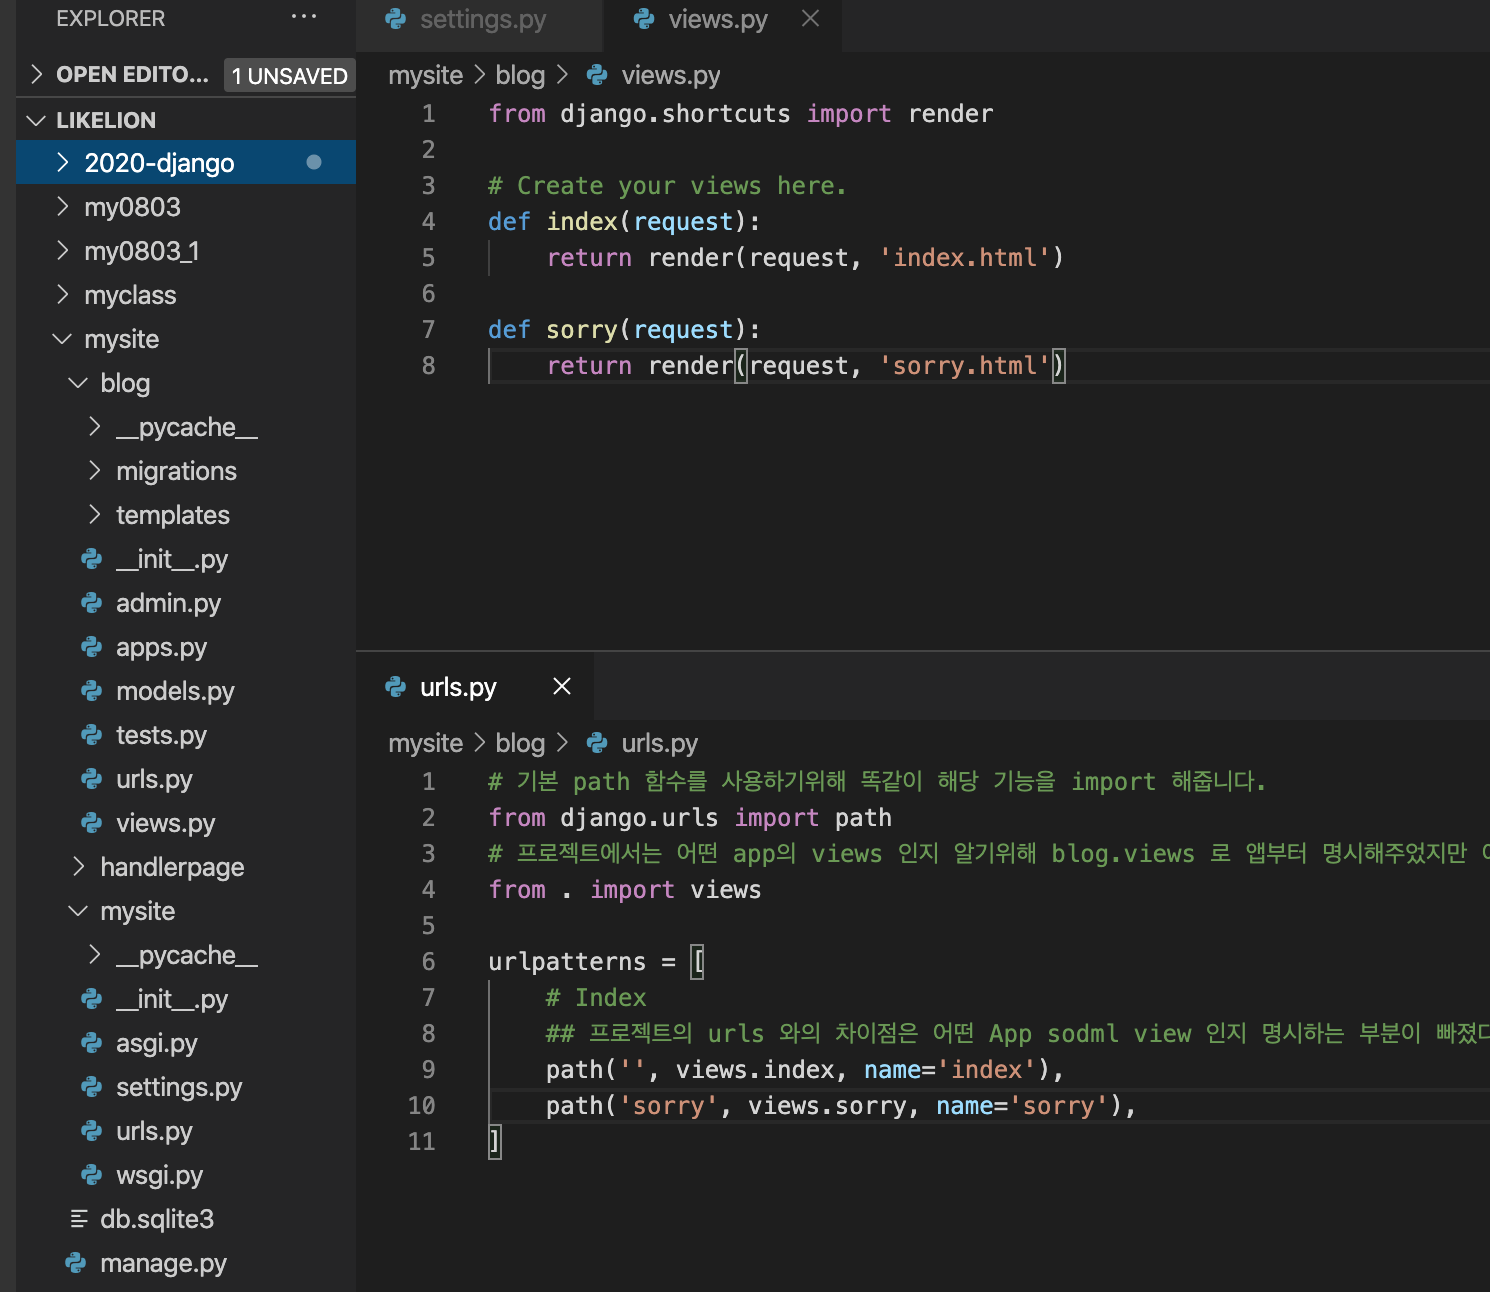 EXPLORER
OPEN EDITO... 1 UNSAVED
LIKELION
2020-django
my0803
my0803_1
myclass
mysite
blog
__pycache__
migrations
templates
__init__.py
admin.py
apps.py
models.py
tests.py
urls.py
views.py
handlerpage
mysite
__pycache__
__init__.py
asgi.py
settings.py
urls.py
wsgi.py
db.sqlite3
manage.py
settings.py
views.py
mysite > blog > views.py
1 from django.shortcuts import render
2
3 # Create your views here.
4 def index(request):
5     return render(request, 'index.html')
6
7 def sorry(request):
8     return render(request, 'sorry.html')
urls.py
mysite > blog > urls.py
1 # 기본 path 함수를 사용하기위해 똑같이 해당 기능을 import 해줍니다.
2 from django.urls import path
3 # 프로젝트에서는 어떤 app의 views 인지 알기위해 blog.views 로 앱부터 명시해주었지만
4 from . import views
5
6 urlpatterns = [
7     # Index
8     ## 프로젝트의 urls 와의 차이점은 어떤 App sodml view 인지 명시하는 부분이
9     path('', views.index, name='index'),
10     path('sorry', views.sorry, name='sorry'),
11 ]